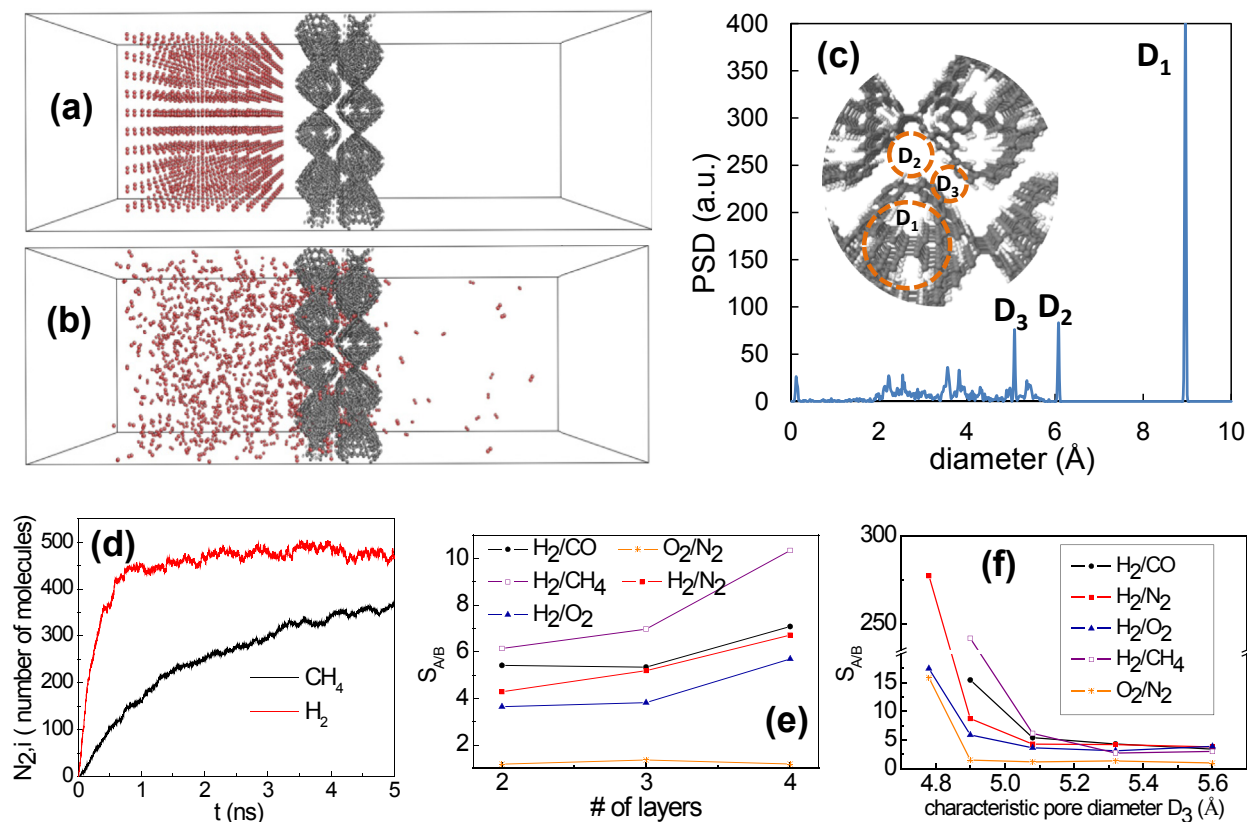 (a)
(b)
(c)
PSD (a.u.)
400
350
300
250
200
150
100
50
0
D₁
D₂
D₃
D₁
D₃
D₂
0 2 4 6 8 10
diameter (Å)
(d)
N₂,i ( number of molecules)
500
400
300
200
100
0
CH₄
H₂
0 1 2 3 4 5
t (ns)
(e)
S_A/B
10
8
6
4
2
H₂/CO O₂/N₂
H₂/CH₄ H₂/N₂
H₂/O₂
2 3 4
# of layers
(f)
S_A/B
300
250
15
10
5
0
H₂/CO
H₂/N₂
H₂/O₂
H₂/CH₄
O₂/N₂
4.8 5.0 5.2 5.4 5.6
characteristic pore diameter D₃ (Å)